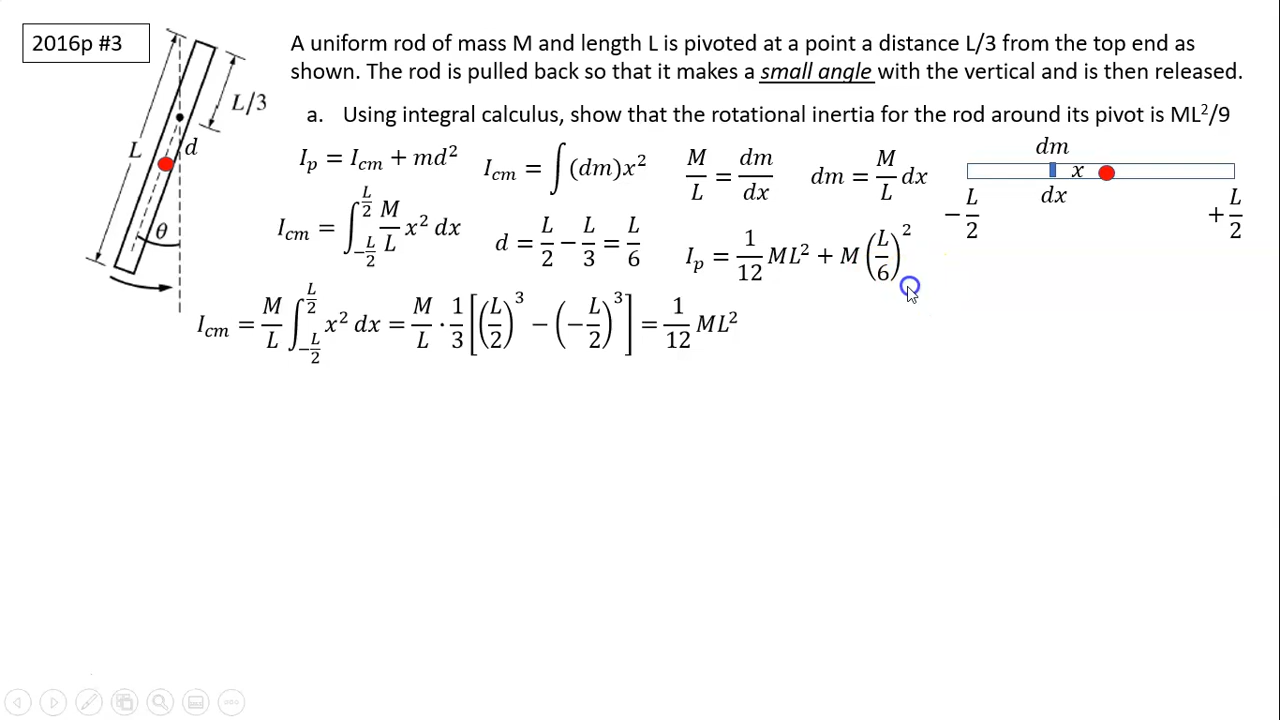 2016p #3
A uniform rod of mass M and length L is pivoted at a point a distance L/3 from the top end as
shown. The rod is pulled back so that it makes a small angle with the vertical and is then released.
a. Using integral calculus, show that the rotational inertia for the rod around its pivot is ML²/9
L/3
L
d
θ
I_p = I_cm + md²
I_cm = ∫(dm)x²
M/L = dm/dx
dm = M/L dx
dm
x
dx
−L/2
+L/2
I_cm = ∫_{−L/2}^{L/2} M/L x² dx
d = L/2 − L/3 = L/6
I_p = 1/12 ML² + M(L/6)²
I_cm = M/L ∫_{−L/2}^{L/2} x² dx = M/L · 1/3 [(L/2)³ − (−L/2)³] = 1/12 ML²